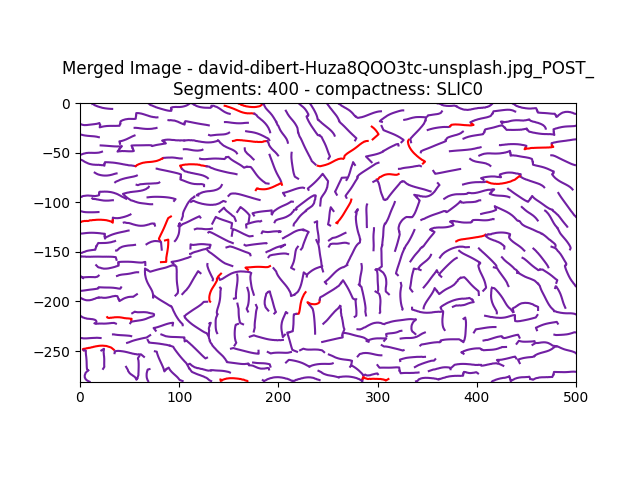 Merged Image - david-dibert-Huza8QOO3tc-unsplash.jpg_POST_
Segments: 400 - compactness: SLIC0
0
−50
−100
−150
−200
−250
0 100 200 300 400 500